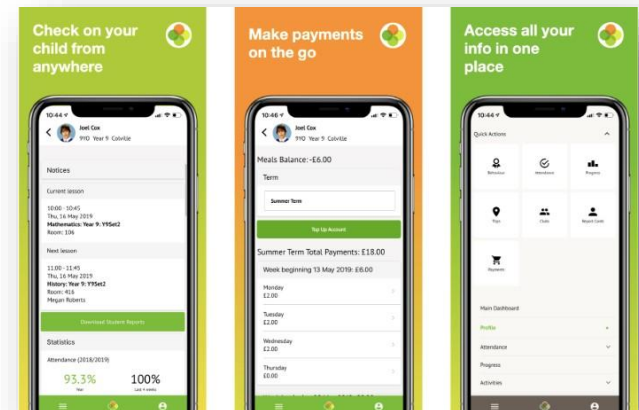 Check on your
child from
anywhere
10:44
Joel Cox
9YO Year 9 Colville
Notices
Current lesson
10:00 - 10:45
Thu, 16 May 2019
Mathematics: Year 9: Y9Set2
Room: 106
Next lesson
11:00 - 11:45
Thu, 16 May 2019
History: Year 9: Y9Set2
Room: 416
Megan Roberts
Download Student Reports
Statistics
Attendance (2018/2019)
93.3% 100%
Year Last 4 weeks
Make payments
on the go
10:46
Joel Cox
9YO Year 9 Colville
Meals Balance:-£6.00
Term
Summer Term
Top Up Account
Summer Term Total Payments: £18.00
Week beginning 13 May 2019: £6.00
Monday
£2.00
Tuesday
£2.00
Wednesday
£2.00
Thursday
£0.00
Access all your
info in one
place
10:44
Quick Actions
Behaviour Attendance Progress
Trips Clubs Report Cards
Payments
Main Dashboard
Profile
Attendance
Progress
Activities